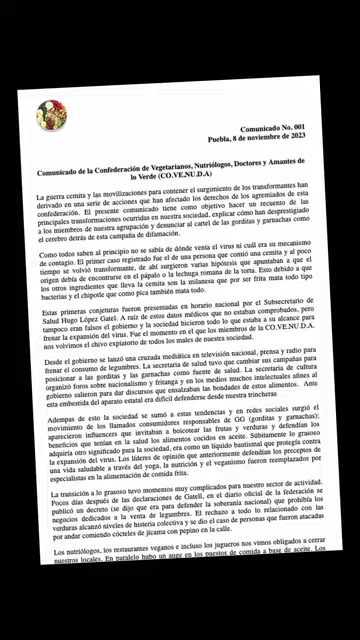 Comunicado No. 001
Puebla, 8 de noviembre de 2023
Comunicado de la Confederación de Vegetarianos, Nutriólogos, Doctores y Amantes de
lo Verde (CO.VE.NU.D.A)
La guerra cemita y las movilizaciones para contener el surgimiento de los transformantes han
derivado en una serie de acciones que han afectado los derechos de los agremiados de esta
confederación. El presente comunicado tiene como objetivo hacer un recuento de las
principales transformaciones ocurridas en nuestra sociedad, explicar cómo han desprestigiado
a los miembros de nuestra agrupación y denunciar al cartel de las gorditas y garnachas como
el cerebro detrás de esta campaña de difamación.
Como todos saben al principio no se sabía de dónde venía el virus ni cuál era su mecanismo
de contagio. El primer caso registrado fue el de una persona que comió una cemita y al poco
tiempo se volvió transformante, de ahí surgieron varias hipótesis que apuntaban a que el
origen debía de encontrarse en el pápalo o la lechuga romana de la torta. Esto debido a que
los otros ingredientes que lleva la cemita son la milanesa que por ser frita mata todo tipo
bacterias y el chipotle que como pica también mata todo.
Estas primeras conjeturas fueron presentadas en horario nacional por el Subsecretario de
Salud Hugo López Gatel. A raíz de estos datos médicos que no estaban comprobados, pero
tampoco eran falsos el gobierno y la sociedad hicieron todo lo que estaba a su alcance para
frenar la expansión del virus. Fue el momento en el que los miembros de la CO.VE.NU.D.A.
nos volvimos el chivo expiatorio de todos los males de nuestra sociedad.
Desde el gobierno se lanzó una cruzada mediática en televisión nacional, prensa y radio para
frenar el consumo de legumbres. La secretaria de salud tuvo que cambiar sus campañas para
posicionar a las gorditas y las garnachas como fuente de salud. La secretaria de cultura
organizó foros sobre nacionalismo y fritanga y en los medios muchos intelectuales afines al
gobierno salieron para dar discursos que ensalzaban las bondades de estos alimentos. Ante
esta embestida del aparato estatal era difícil defenderse desde nuestra trincheras
Adempas de esto la sociedad se sumó a estas tendencias y en redes sociales surgió el
movimiento de los llamados consumidores responsables de GG (gorditas y garnachas);
aparecieron influencers que invitaban a boicotear las frutas y verduras y defendían los
beneficios que tenían en la salud los alimentos cocidos en aceite. Súbitamente lo grasoso
adquiría otro significado para la sociedad, era como un líquido bautismal que protegía contra
la expansión del virus. Los líderes de opinión que anteriormente defendían los preceptos de
una vida saludable a través del yoga, la nutrición y el veganismo fueron reemplazados por
especialistas en la alimentación de comida frita.
La transición a lo grasoso tuvo momentos muy complicados para nuestro sector de actividad.
Pocos días después de las declaraciones de Gatell, en el diario oficial de la federación se
publicó un decreto (se dijo que era para defender la soberanía nacional) que prohibía los
negocios dedicados a la venta de legumbres. El rechazo a todo lo relacionado con las
verduras alcanzó niveles de histeria colectiva y se dio el caso de personas que fueron atacadas
por andar comiendo cócteles de jícama con pepino en la calle.
Los nutriólogos, los restaurantes veganos e incluso los jugueros nos vimos obligados a cerrar
nuestros locales. En paralelo hubo un auge en los puestos de comida a base de aceite. Los